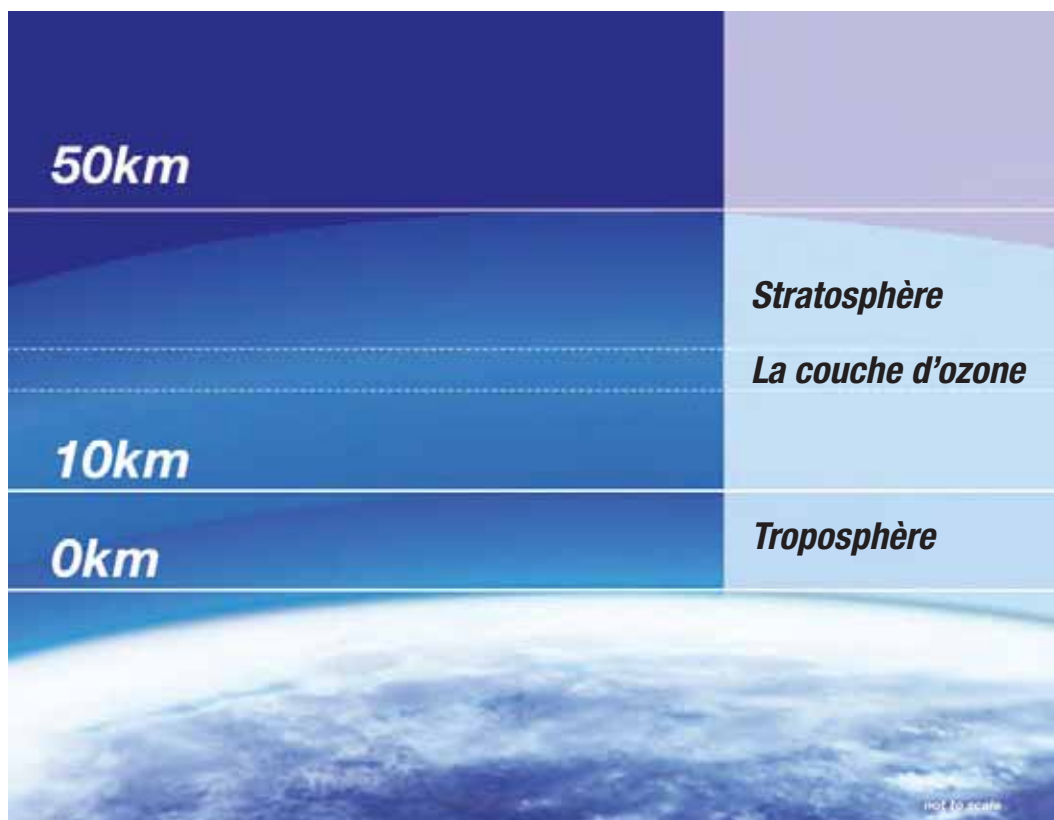 50km
Stratosphère
La couche d'ozone
10km
Troposphère
0km
not to scale